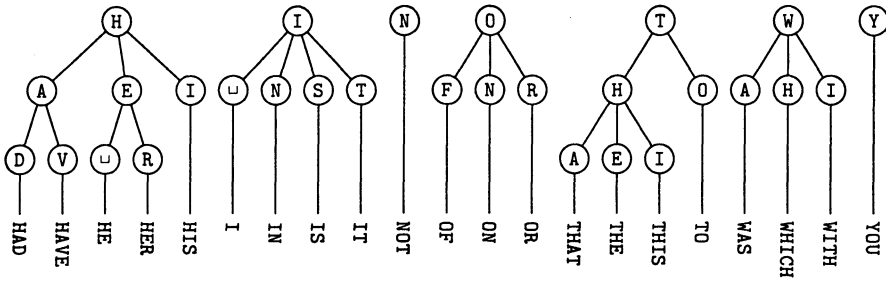 H I N O T W Y
A E I ␣ N S T F N R H O A H I
D V ␣ R A E I
HAD HAVE HE HER HIS I IN IS IT NOT OF ON OR THAT THE THIS TO WAS WHICH WITH YOU